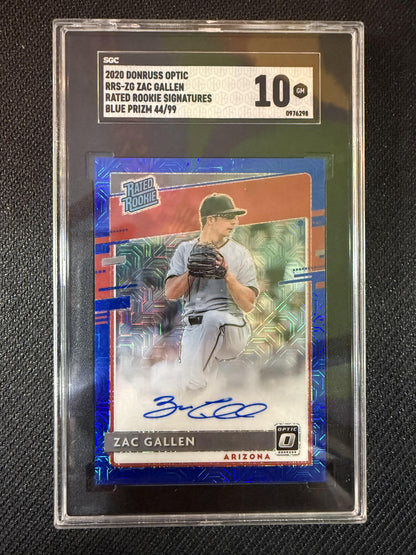 SGC
2020 DONRUSS OPTIC
RRS-ZG ZAC GALLEN
RATED ROOKIE SIGNATURES
BLUE PRIZM 44/99
10 GM
0976298
RATED
ROOKIE
ZAC GALLEN
OPTIC
DONRUSS
ARIZONA